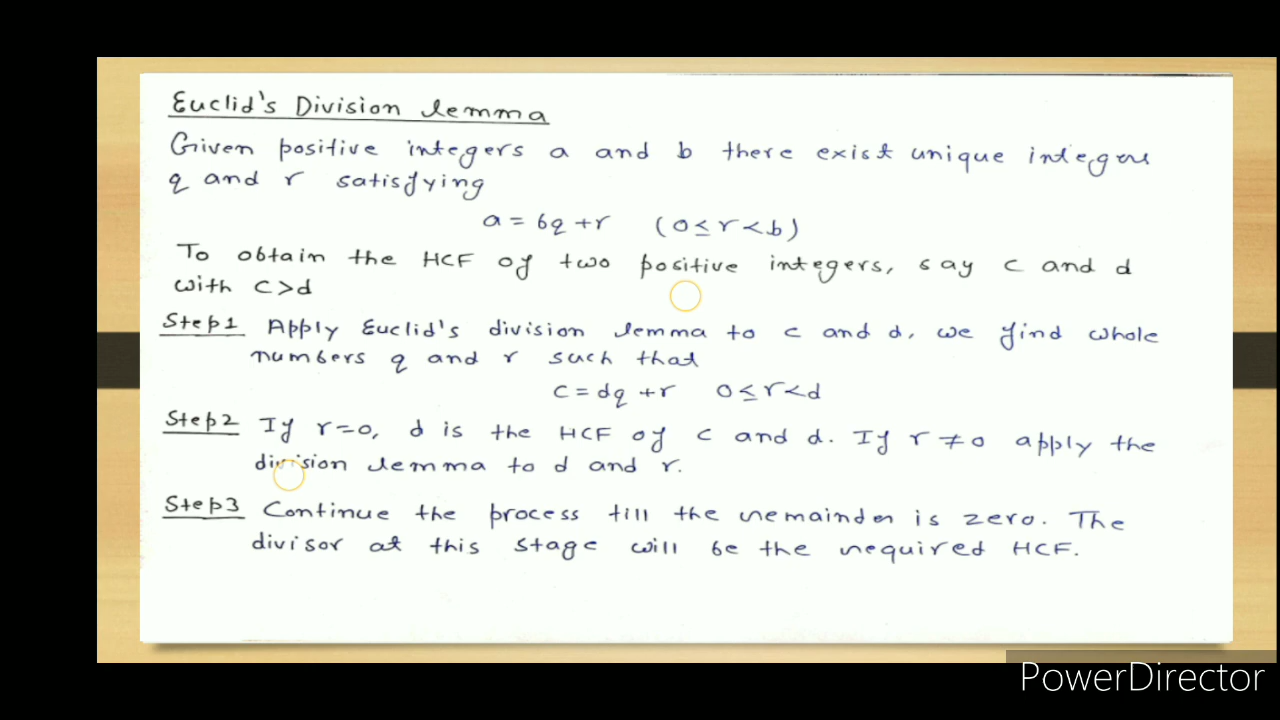 Euclid's Division lemma
Given positive integers a and b there exist unique integers
q and r satisfying
a = bq + r (0 ≤ r < b)
To obtain the HCF of two positive integers, say c and d
with c > d
Step1 Apply Euclid's division lemma to c and d, we find whole
numbers q and r such that
c = dq + r 0 ≤ r < d
Step2 If r = 0, d is the HCF of c and d. If r ≠ 0 apply the
division lemma to d and r.
Step3 Continue the process till the remainder is zero. The
divisor at this stage will be the required HCF.
PowerDirector